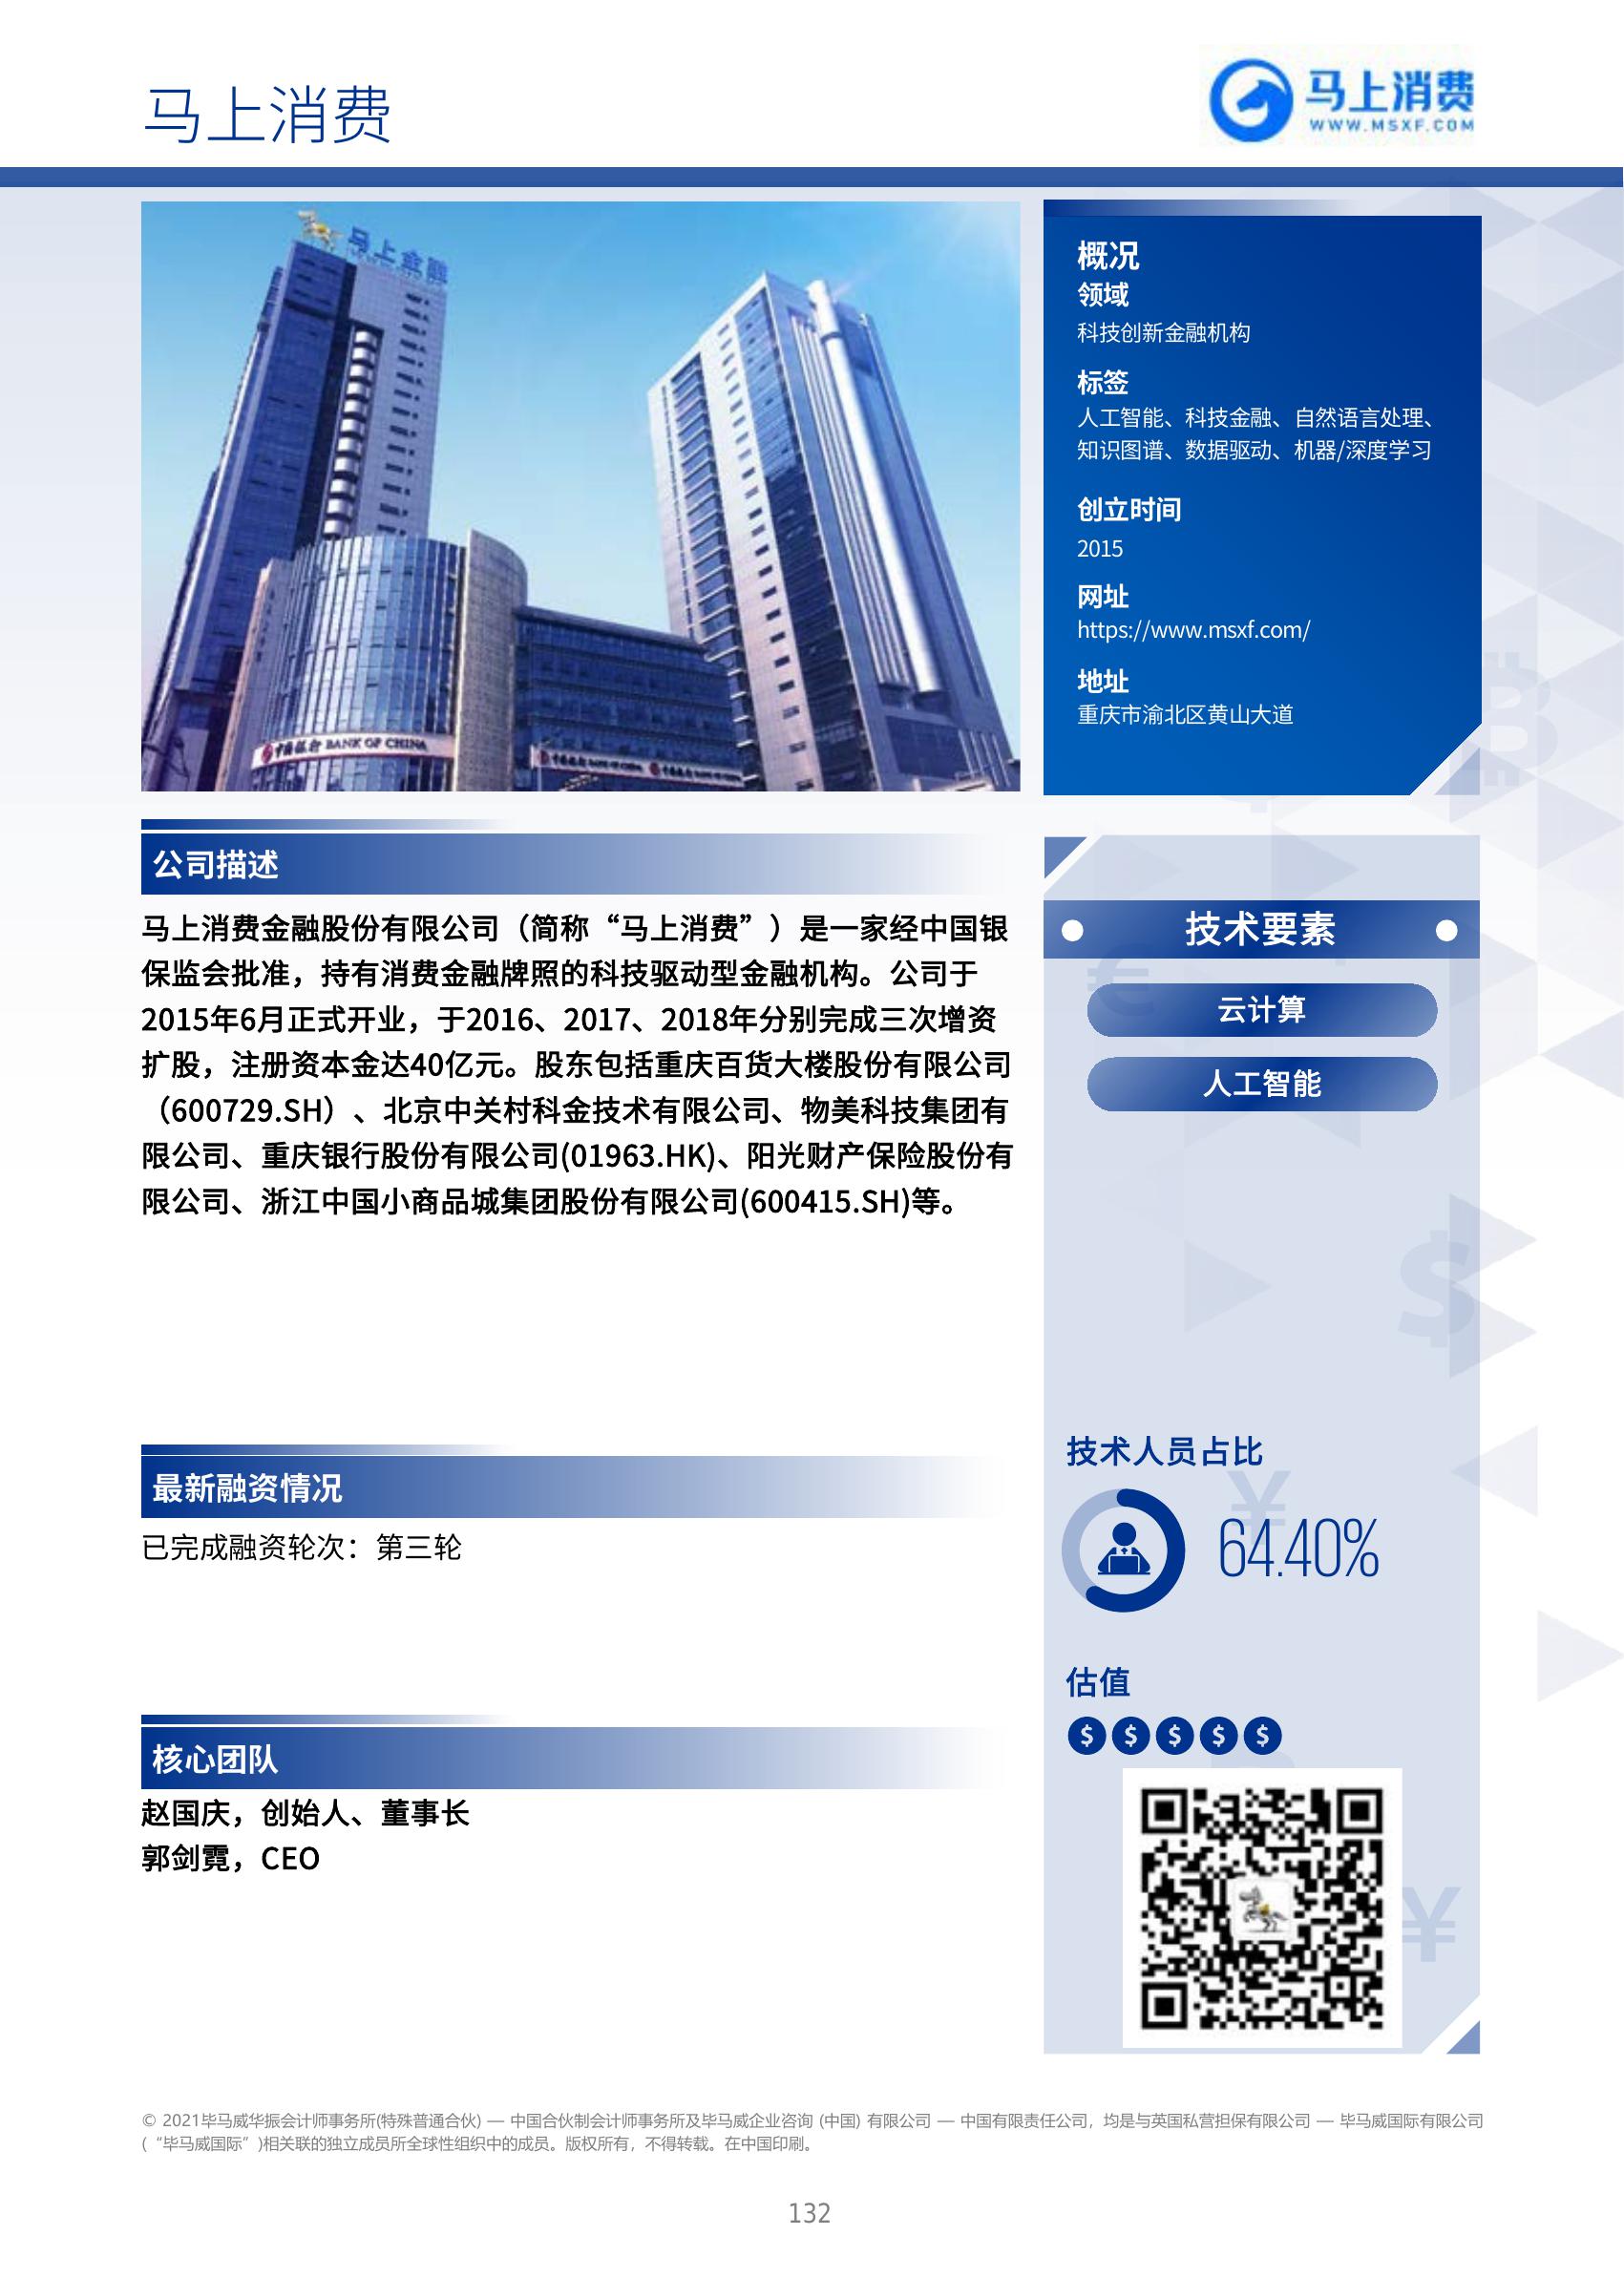 马上消费
马上消费
WWW.MSXF.COM
马上金融
中国银行 BANK OF CHINA
中国银行 BANK OF CHINA 中国银行 BANK OF CHINA
概况
领域
科技创新金融机构
标签
人工智能、科技金融、自然语言处理、
知识图谱、数据驱动、机器/深度学习
创立时间
2015
网址
https://www.msxf.com/
地址
重庆市渝北区黄山大道
公司描述
马上消费金融股份有限公司（简称“马上消费”）是一家经中国银
保监会批准，持有消费金融牌照的科技驱动型金融机构。公司于
2015年6月正式开业，于2016、2017、2018年分别完成三次增资
扩股，注册资本金达40亿元。股东包括重庆百货大楼股份有限公司
（600729.SH）、北京中关村科金技术有限公司、物美科技集团有
限公司、重庆银行股份有限公司(01963.HK)、阳光财产保险股份有
限公司、浙江中国小商品城集团股份有限公司(600415.SH)等。
最新融资情况
已完成融资轮次：第三轮
核心团队
赵国庆，创始人、董事长
郭剑霓，CEO
技术要素
云计算
人工智能
技术人员占比
64.40%
估值
$ $ $ $ $
© 2021毕马威华振会计师事务所(特殊普通合伙) — 中国合伙制会计师事务所及毕马威企业咨询 (中国) 有限公司 — 中国有限责任公司，均是与英国私营担保有限公司 — 毕马威国际有限公司
(“毕马威国际”)相关联的独立成员所全球性组织中的成员。版权所有，不得转载。在中国印刷。
132